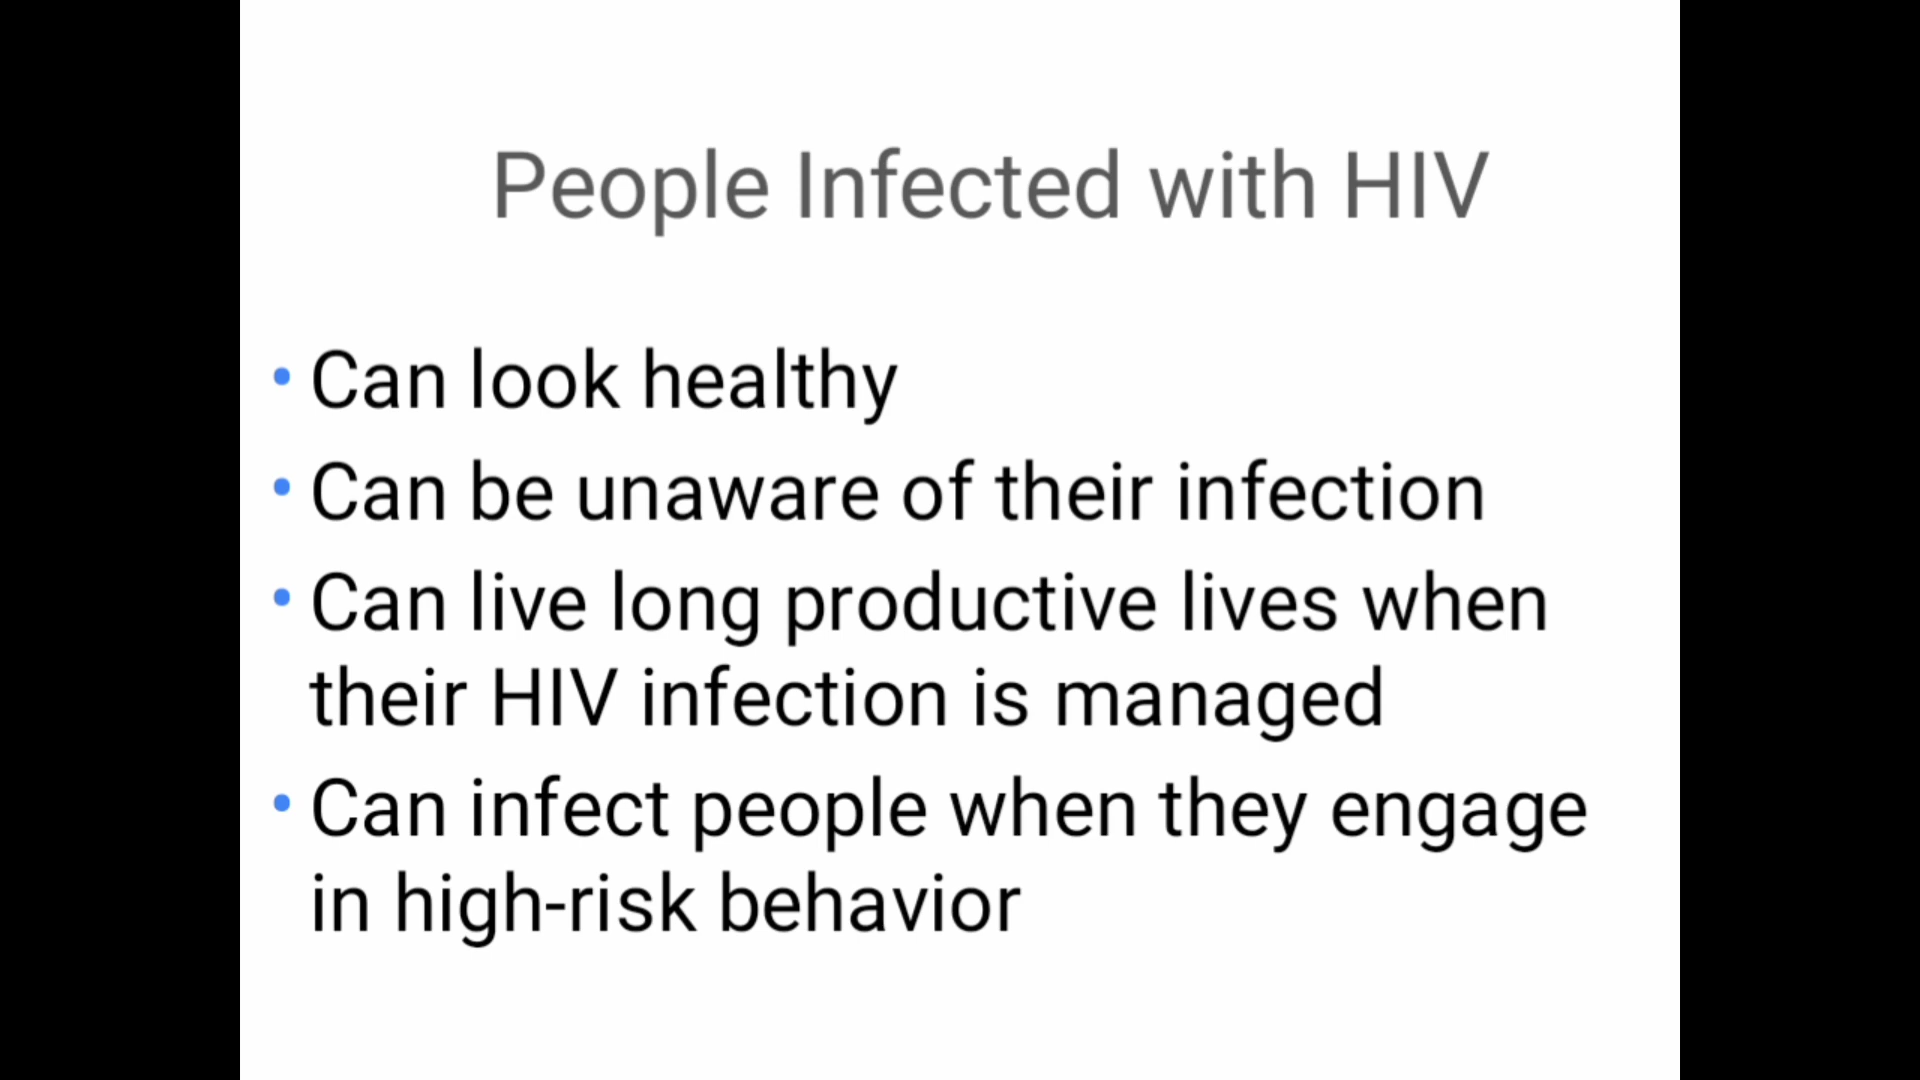 People Infected with HIV
• Can look healthy
• Can be unaware of their infection
• Can live long productive lives when
their HIV infection is managed
• Can infect people when they engage
in high-risk behavior